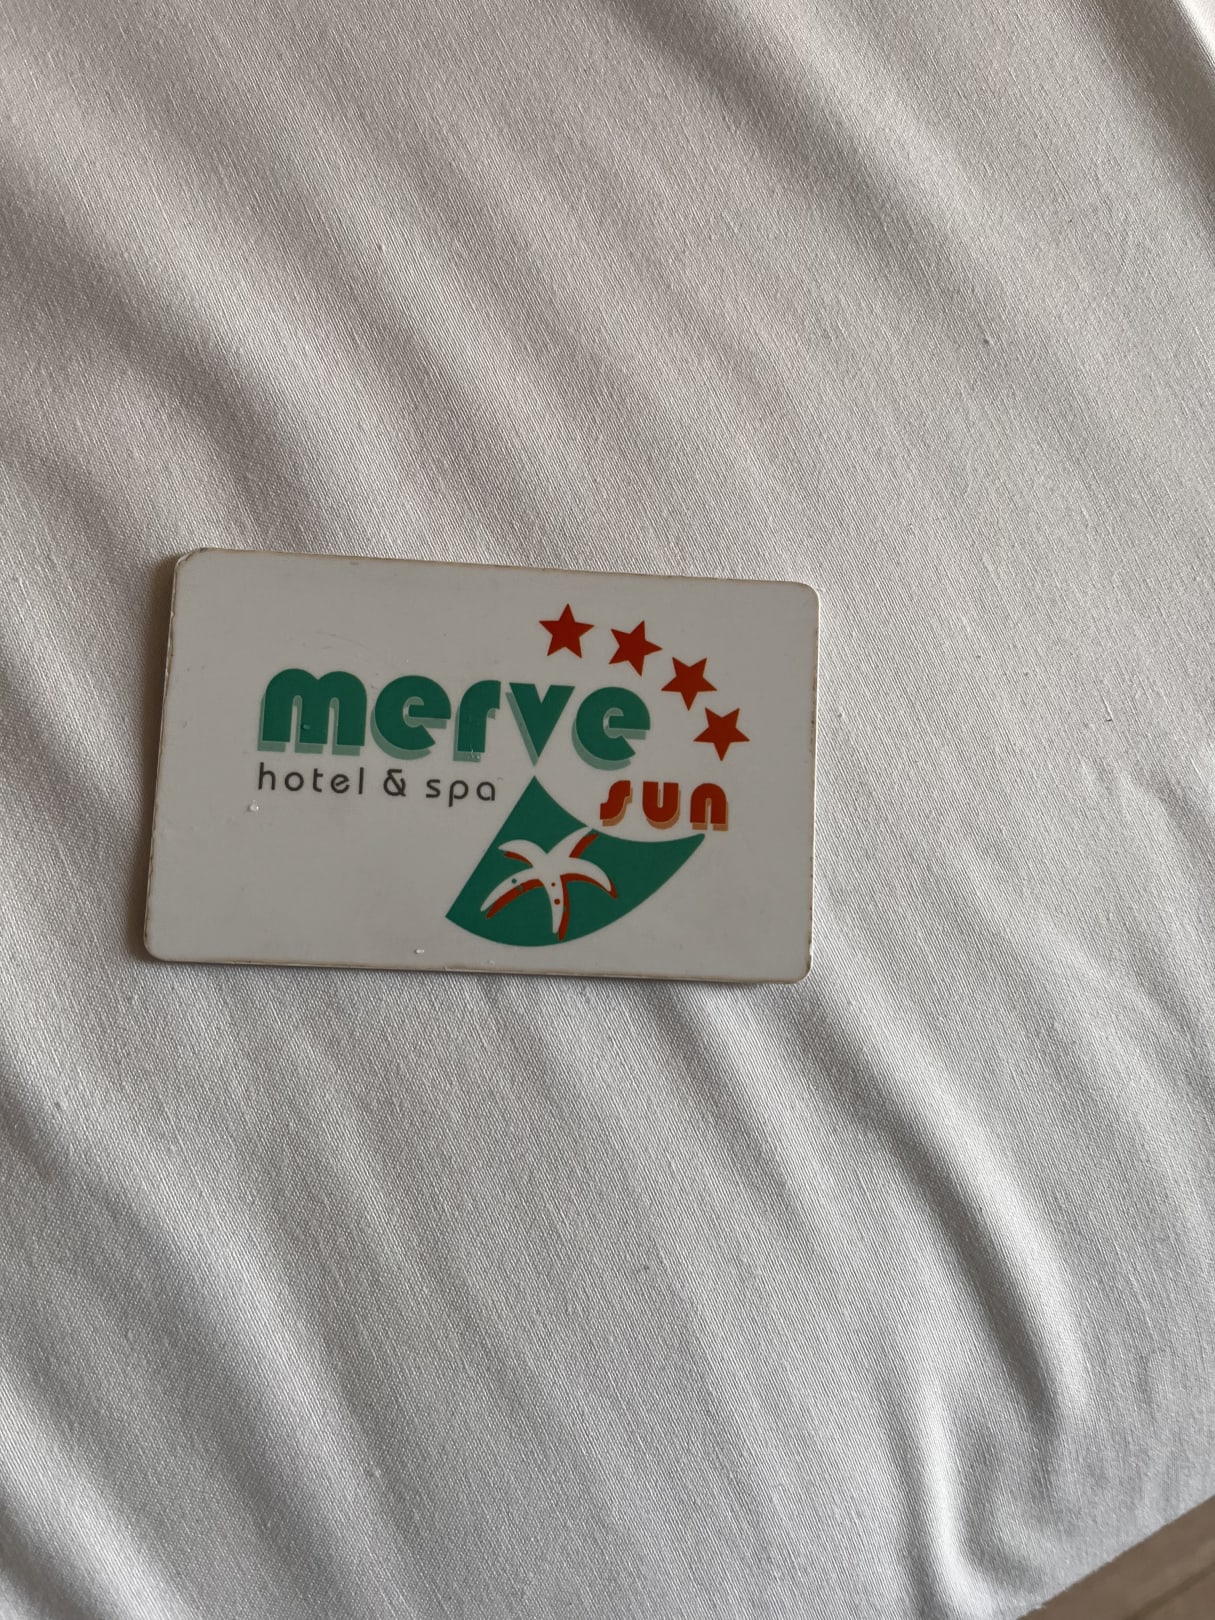 merve
hotel & spa
sun